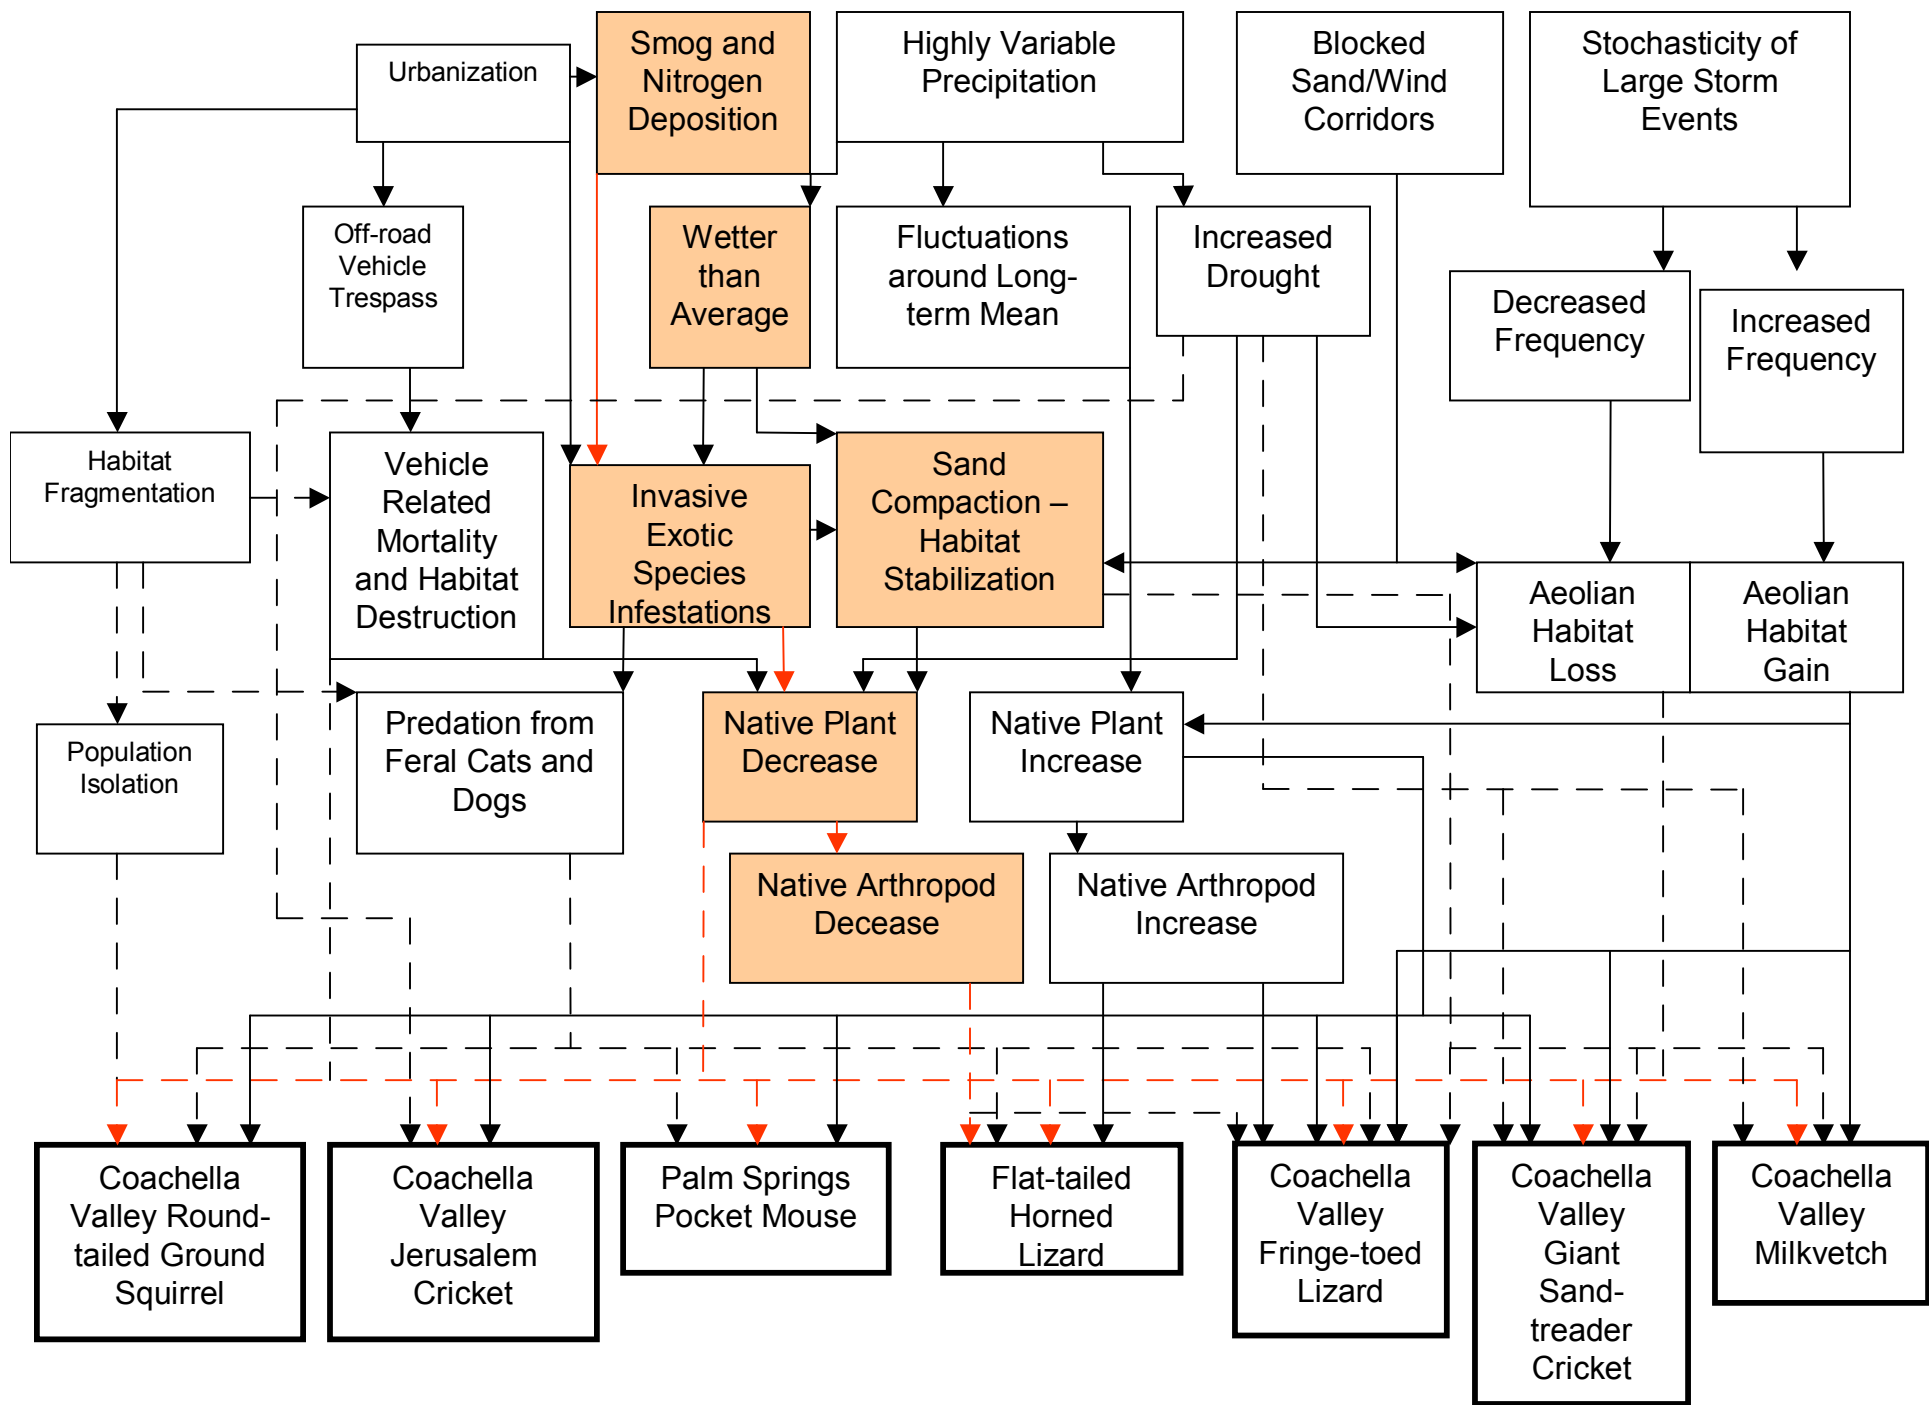 Urbanization
Smog and
Nitrogen
Deposition
Highly Variable
Precipitation
Blocked
Sand/Wind
Corridors
Stochasticity of
Large Storm
Events
Off-road
Vehicle
Trespass
Wetter
than
Average
Fluctuations
around Long-
term Mean
Increased
Drought
Decreased
Frequency
Increased
Frequency
Habitat
Fragmentation
Vehicle
Related
Mortality
and Habitat
Destruction
Invasive
Exotic
Species
Infestations
Sand
Compaction –
Habitat
Stabilization
Aeolian
Habitat
Loss
Aeolian
Habitat
Gain
Population
Isolation
Predation from
Feral Cats and
Dogs
Native Plant
Decrease
Native Plant
Increase
Native Arthropod
Decease
Native Arthropod
Increase
Coachella
Valley Round-
tailed Ground
Squirrel
Coachella
Valley
Jerusalem
Cricket
Palm Springs
Pocket Mouse
Flat-tailed
Horned
Lizard
Coachella
Valley
Fringe-toed
Lizard
Coachella
Valley
Giant
Sand-
treader
Cricket
Coachella
Valley
Milkvetch